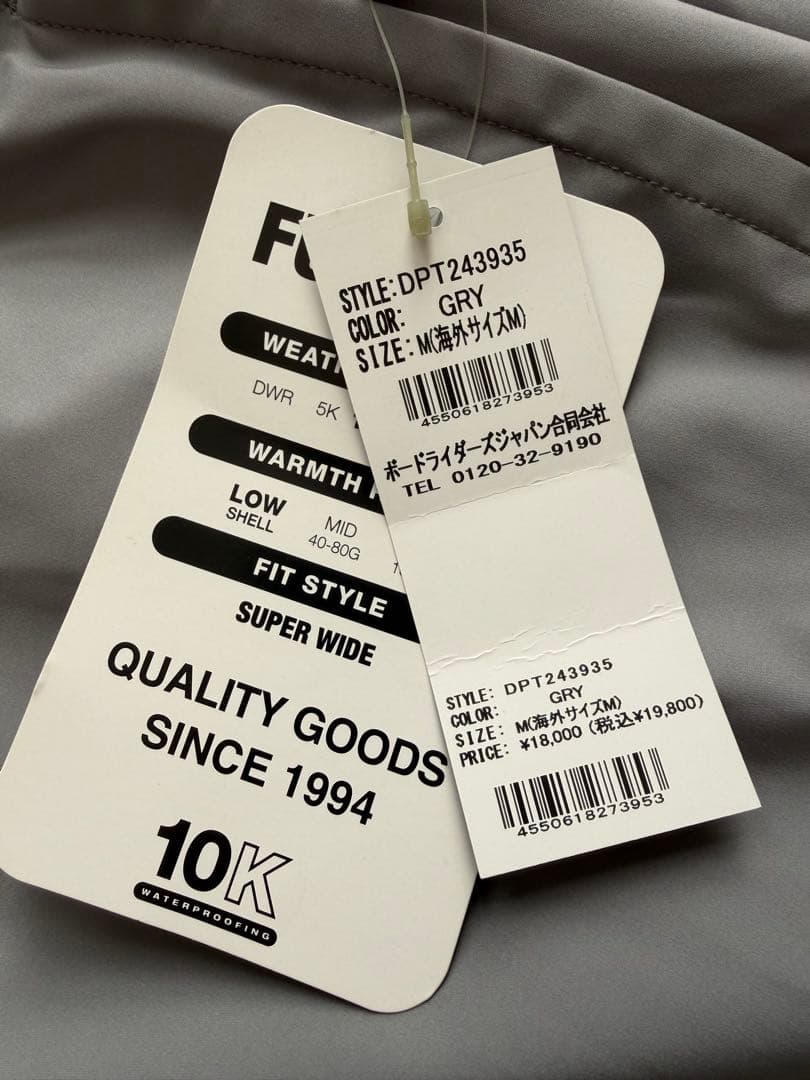 WEAT
DWR 5K
WARMTH
LOW
SHELL
MID
40-80G
FIT STYLE
SUPER WIDE
QUALITY GOODS
SINCE 1994
10K
WATERPROOFING
STYLE: DPT243935
COLOR: GRY
SIZE: M(海外サイズM)
4550618273953
ボードライダーズジャパン合同会社
TEL 0120-32-9190
STYLE: DPT243935
COLOR: GRY
SIZE: M(海外サイズM)
PRICE: ¥18,000 (税込¥19,800)
4550618273953